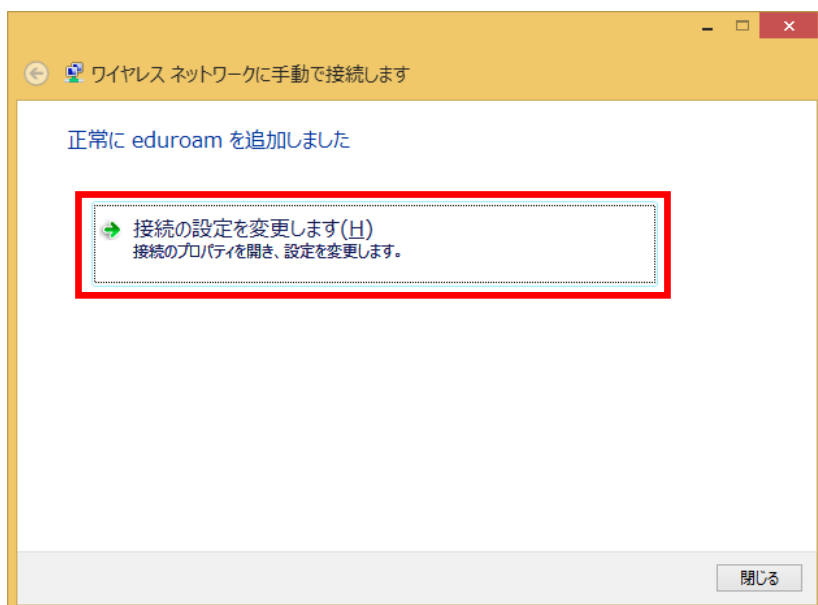 ワイヤレス ネットワークに手動で接続します
正常に eduroam を追加しました
接続の設定を変更します(H)
接続のプロパティを開き、設定を変更します。
閉じる